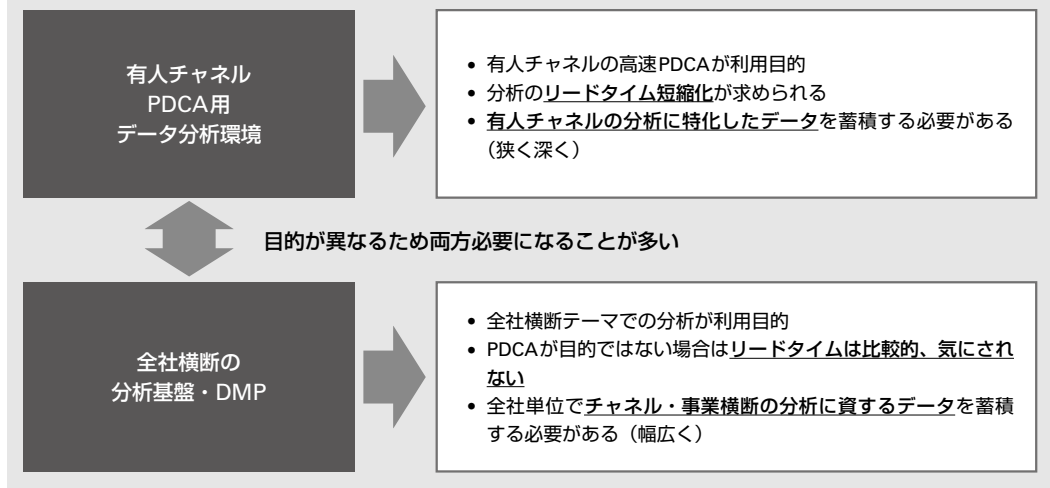 有人チャネル
PDCA用
データ分析環境
• 有人チャネルの高速PDCAが利用目的
• 分析のリードタイム短縮化が求められる
• 有人チャネルの分析に特化したデータを蓄積する必要がある
（狭く深く）
目的が異なるため両方必要になることが多い
全社横断の
分析基盤・DMP
• 全社横断テーマでの分析が利用目的
• PDCAが目的ではない場合はリードタイムは比較的、気にされ
ない
• 全社単位でチャネル・事業横断の分析に資するデータを蓄積
する必要がある（幅広く）